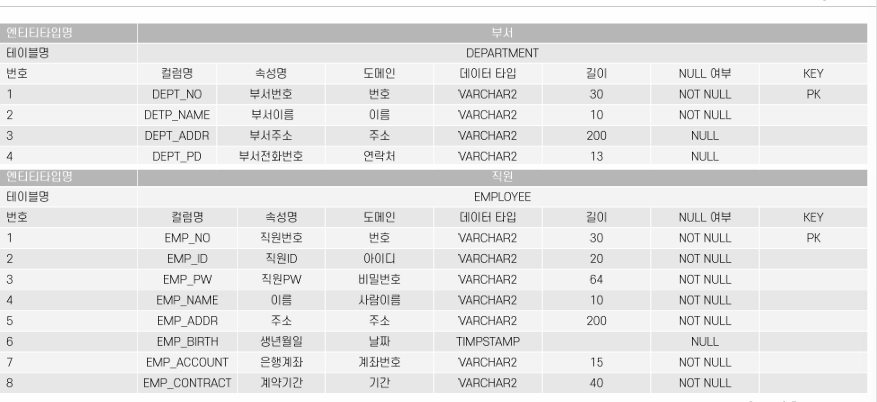 엔티티타입명 부서
테이블명 DEPARTMENT
번호 컬럼명 속성명 도메인 데이터 타입 길이 NULL 여부 KEY
1 DEPT_NO 부서번호 번호 VARCHAR2 30 NOT NULL PK
2 DETP_NAME 부서이름 이름 VARCHAR2 10 NOT NULL
3 DEPT_ADDR 부서주소 주소 VARCHAR2 200 NULL
4 DEPT_PD 부서전화번호 연락처 VARCHAR2 13 NULL
엔티티타입명 직원
테이블명 EMPLOYEE
번호 컬럼명 속성명 도메인 데이터 타입 길이 NULL 여부 KEY
1 EMP_NO 직원번호 번호 VARCHAR2 30 NOT NULL PK
2 EMP_ID 직원ID 아이디 VARCHAR2 20 NOT NULL
3 EMP_PW 직원PW 비밀번호 VARCHAR2 64 NOT NULL
4 EMP_NAME 이름 사람이름 VARCHAR2 10 NOT NULL
5 EMP_ADDR 주소 주소 VARCHAR2 200 NOT NULL
6 EMP_BIRTH 생년월일 날짜 TIMPSTAMP NULL
7 EMP_ACCOUNT 은행계좌 계좌번호 VARCHAR2 15 NOT NULL
8 EMP_CONTRACT 계약기간 기간 VARCHAR2 40 NOT NULL